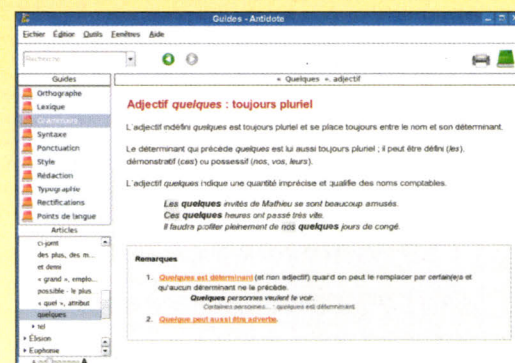 Guides - Antidote
Fichier Édition Outils Fenêtres Aide
Recherche
Guides
« Quelques », adjectif
Orthographe
Lexique
Grammaire
Syntaxe
Ponctuation
Style
Rédaction
Typographie
Rectifications
Points de langue
Articles
ci-joint
des plus, des m...
et demi
« grand », emplo...
possible - le plus
« quel », attribut
quelques
tel
Élision
Euphonie
Adjectif quelques : toujours pluriel
L'adjectif indéfini quelques est toujours pluriel et se place toujours entre le nom et son déterminant.
Le déterminant qui précède quelques est lui aussi toujours pluriel ; il peut être défini (les),
démonstratif (ces) ou possessif (nos, vos, leurs).
L'adjectif quelques indique une quantité imprécise et qualifie des noms comptables.
Les quelques invités de Mathieu se sont beaucoup amusés.
Ces quelques heures ont passé très vite.
Il faudra profiter pleinement de nos quelques jours de congé.
Remarques
1. Quelques est déterminant (et non adjectif) quand on peut le remplacer par certain(e)s et
qu'aucun déterminant ne le précède.
Quelques personnes veulent le voir.
Certaines personnes... : quelques est déterminant.
2. Quelque peut aussi être adverbe.